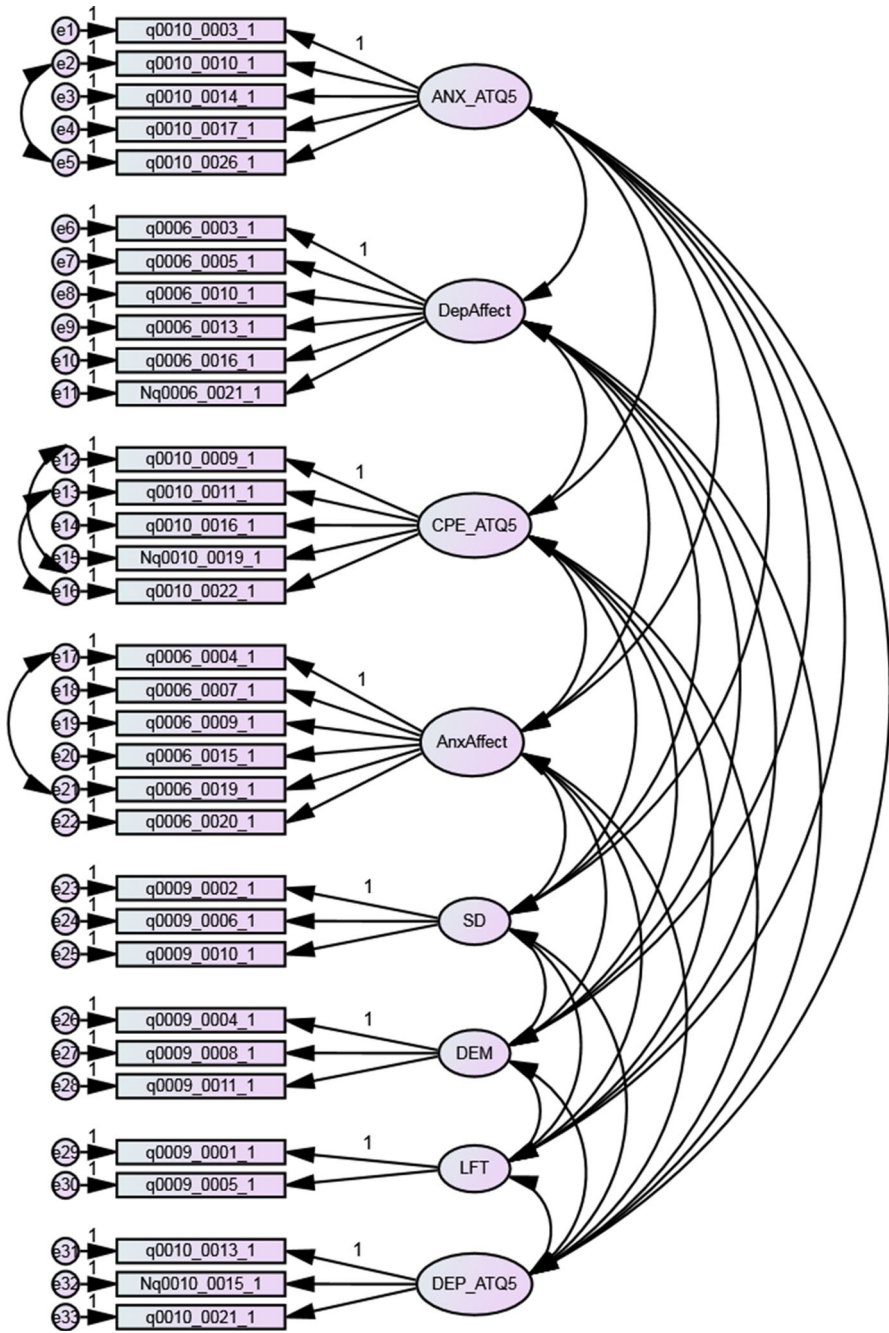 e1 1 q0010_0003_1
1
e2 1 q0010_0010_1
e3 1 q0010_0014_1
ANX_ATQ5
e4 1 q0010_0017_1
e5 1 q0010_0026_1
e6 1 q0006_0003_1
1
e7 1 q0006_0005_1
e8 1 q0006_0010_1
DepAffect
e9 1 q0006_0013_1
e10 1 q0006_0016_1
e11 1 Nq0006_0021_1
e12 1 q0010_0009_1
1
e13 1 q0010_0011_1
e14 1 q0010_0016_1
CPE_ATQ5
e15 1 Nq0010_0019_1
e16 1 q0010_0022_1
e17 1 q0006_0004_1
1
e18 1 q0006_0007_1
e19 1 q0006_0009_1
AnxAffect
e20 1 q0006_0015_1
e21 1 q0006_0019_1
e22 1 q0006_0020_1
e23 1 q0009_0002_1
1
e24 1 q0009_0006_1
SD
e25 1 q0009_0010_1
e26 1 q0009_0004_1
1
e27 1 q0009_0008_1
DEM
e28 1 q0009_0011_1
e29 1 q0009_0001_1
1
LFT
e30 1 q0009_0005_1
e31 1 q0010_0013_1
1
e32 1 Nq0010_0015_1
DEP_ATQ5
e33 1 q0010_0021_1